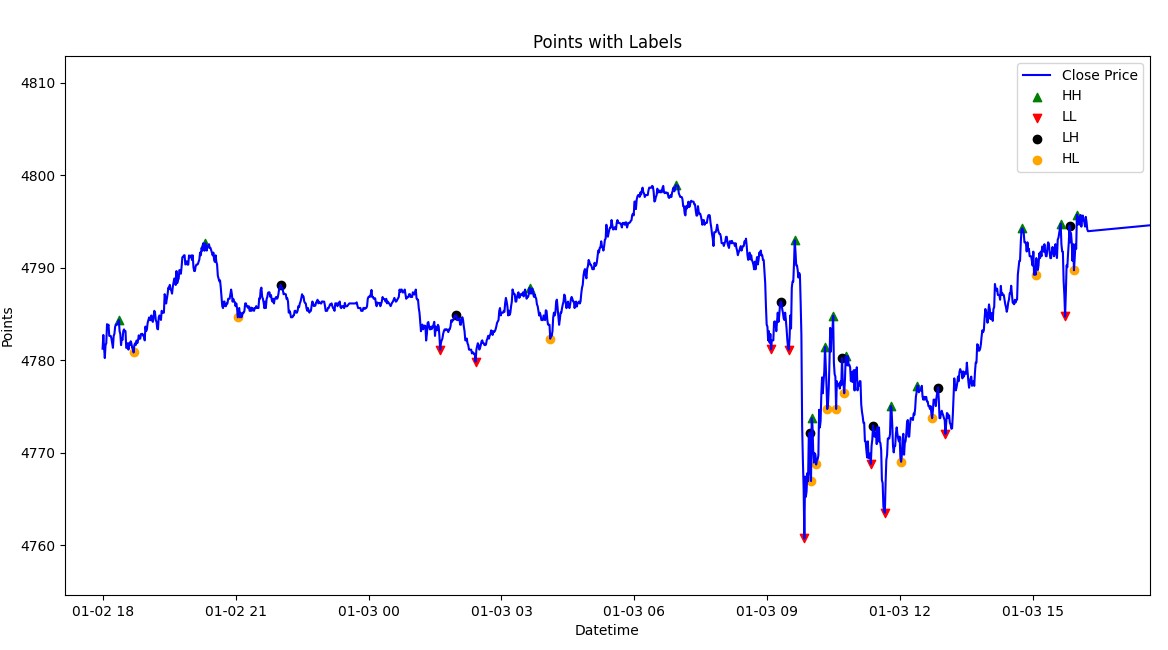 Points with Labels
4810
4800
4790
4780
4770
4760
Points
Close Price
HH
LL
LH
HL
01-02 18
01-02 21
01-03 00
01-03 03
01-03 06
01-03 09
01-03 12
01-03 15
Datetime